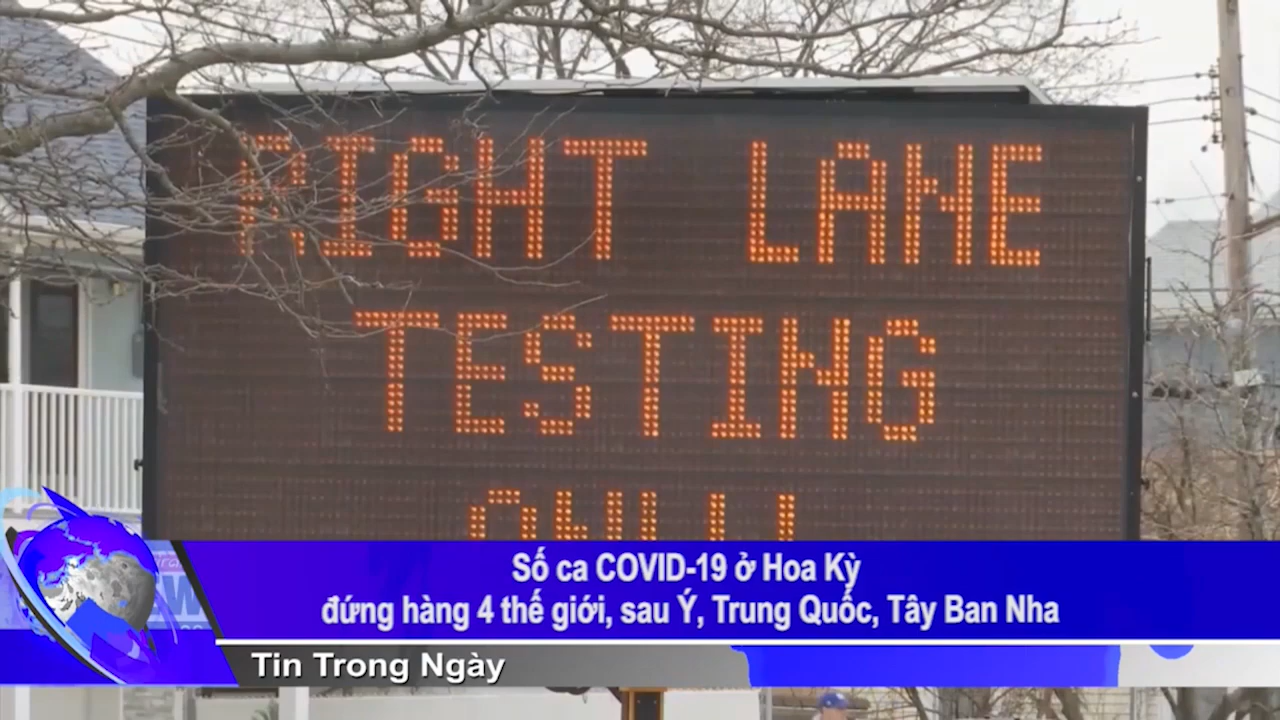 RIGHT LANE
TESTING
ONLY
Số ca COVID-19 ở Hoa Kỳ
đứng hàng 4 thế giới, sau Ý, Trung Quốc, Tây Ban Nha
Tin Trong Ngày